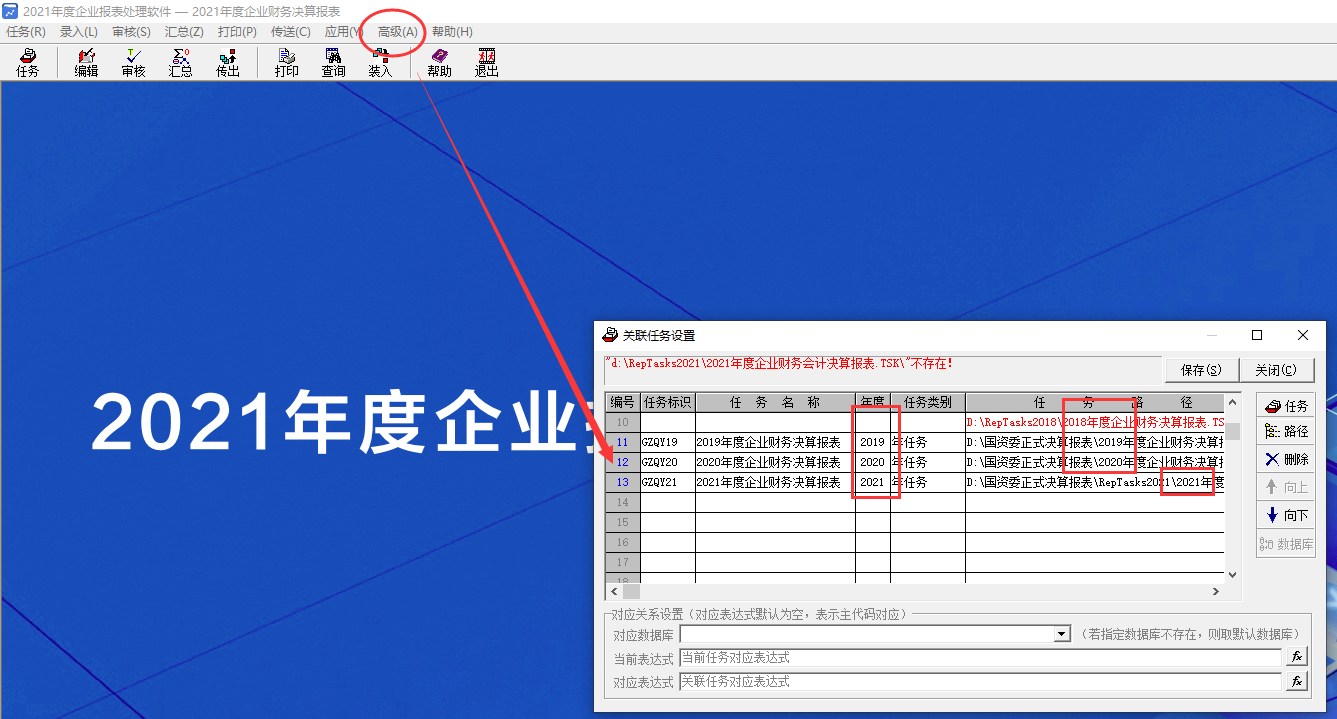 2021年度企业报表处理软件 — 2021年度企业财务决算报表
任务(R) 录入(L) 审核(S) 汇总(Z) 打印(P) 传送(C) 应用(Y) 高级(A) 帮助(H)
任务 编辑 审核 汇总 传出 打印 查询 装入 帮助 退出
2021年度企业报
关联任务设置
"d:\RepTasks2021\2021年度企业财务会计决算报表.TSK\"不存在!
保存(S) 关闭(C)
编号 任务标识 任 务 名 称 年度 任务类别 任 务 路 径
10 D:\RepTasks2018\2018年度企业财务决算报表.TS
11 GZQY19 2019年度企业财务决算报表 2019 年任务 D:\国资委正式决算报表\2019年度企业财务决算报
12 GZQY20 2020年度企业财务决算报表 2020 年任务 D:\国资委正式决算报表\2020年度企业财务决算报
13 GZQY21 2021年度企业财务决算报表 2021 年任务 D:\国资委正式决算报表\RepTasks2021\2021年度
14
15
16
17
18
任务
路径
删除
向上
向下
数据库
对应关系设置(对应表达式默认为空，表示主代码对应)
对应数据库 (若指定数据库不存在，则取默认数据库)
当前表达式 当前任务对应表达式 fx
对应表达式 关联任务对应表达式 fx